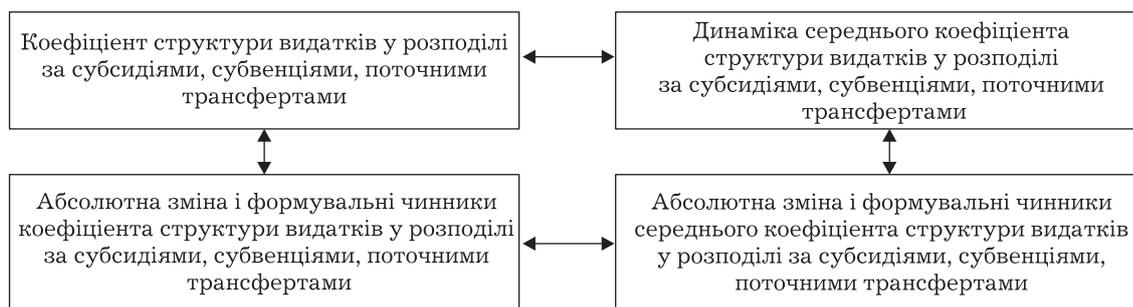 Коефіцієнт структури видатків у розподілі
за субсидіями, субвенціями, поточними
трансфертами
Динаміка середнього коефіцієнта
структури видатків у розподілі
за субсидіями, субвенціями, поточними
трансфертами
Абсолютна зміна і формувальні чинники
коефіцієнта структури видатків у розподілі
за субсидіями, субвенціями, поточними
трансфертами
Абсолютна зміна і формувальні чинники
середнього коефіцієнта структури видатків
у розподілі за субсидіями, субвенціями,
поточними трансфертами